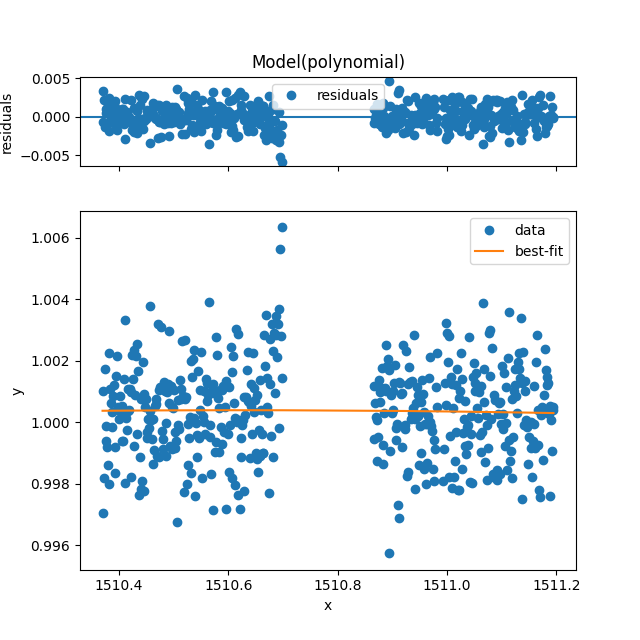 Model(polynomial)
0.005
0.000
−0.005
residuals
residuals
1.006
1.004
1.002
1.000
0.998
0.996
y
data
best-fit
1510.4 1510.6 1510.8 1511.0 1511.2
x